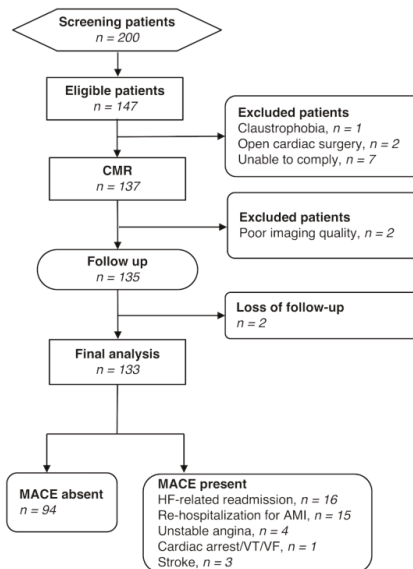 Screening patients
n = 200
Eligible patients
n = 147
Excluded patients
Claustrophobia, n = 1
Open cardiac surgery, n = 2
Unable to comply, n = 7
CMR
n = 137
Excluded patients
Poor imaging quality, n = 2
Follow up
n = 135
Loss of follow-up
n = 2
Final analysis
n = 133
MACE absent
n = 94
MACE present
HF-related readmission, n = 16
Re-hospitalization for AMI, n = 15
Unstable angina, n = 4
Cardiac arrest/VT/VF, n = 1
Stroke, n = 3